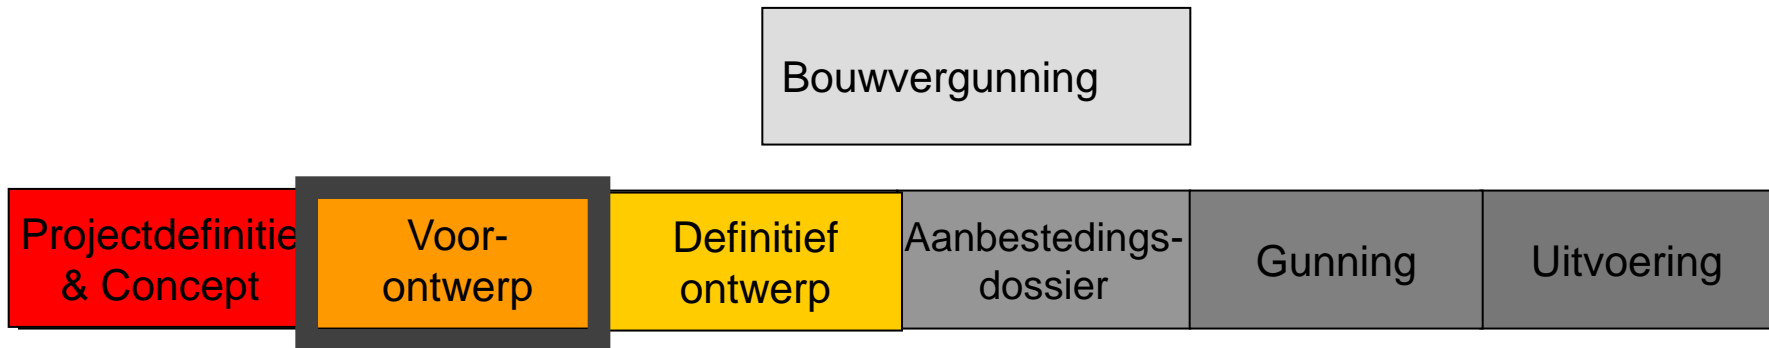 Bouwvergunning
Projectdefinitie
& Concept
Voor-
ontwerp
Definitief
ontwerp
Aanbestedings-
dossier
Gunning
Uitvoering